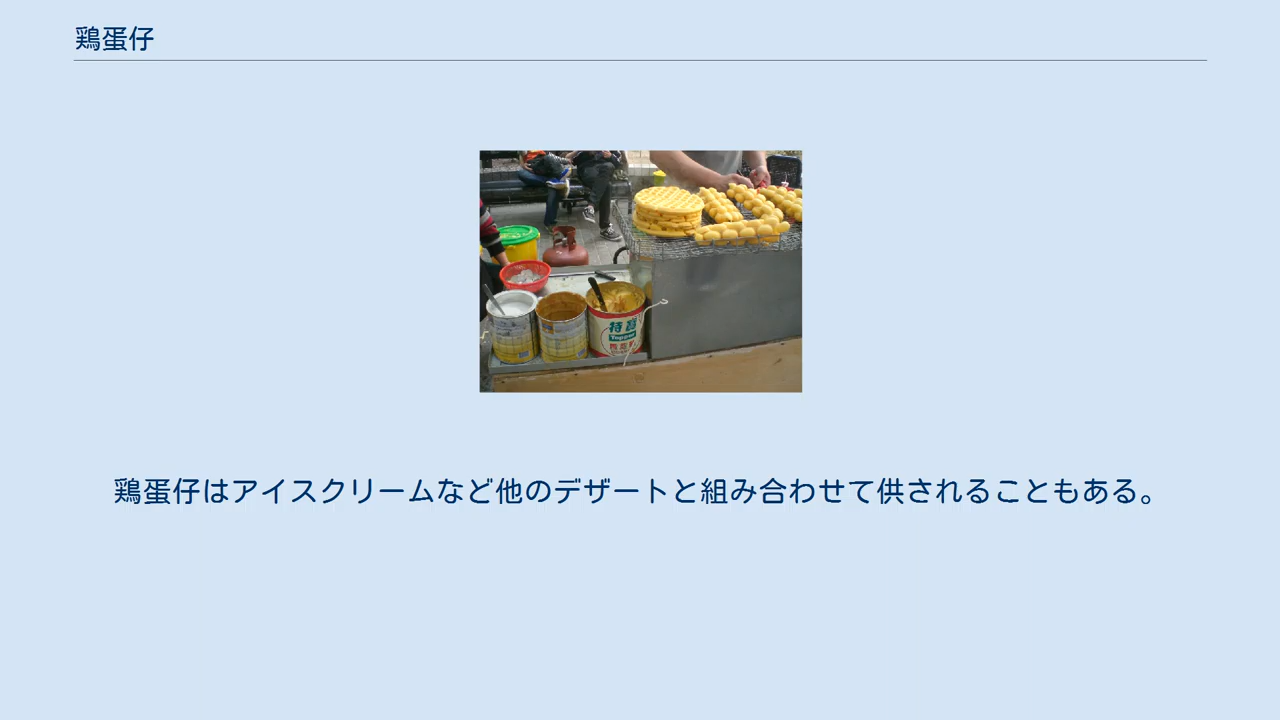 鶏蛋仔
特
Topper
鶏蛋仔はアイスクリームなど他のデザートと組み合わせて供されることもある。